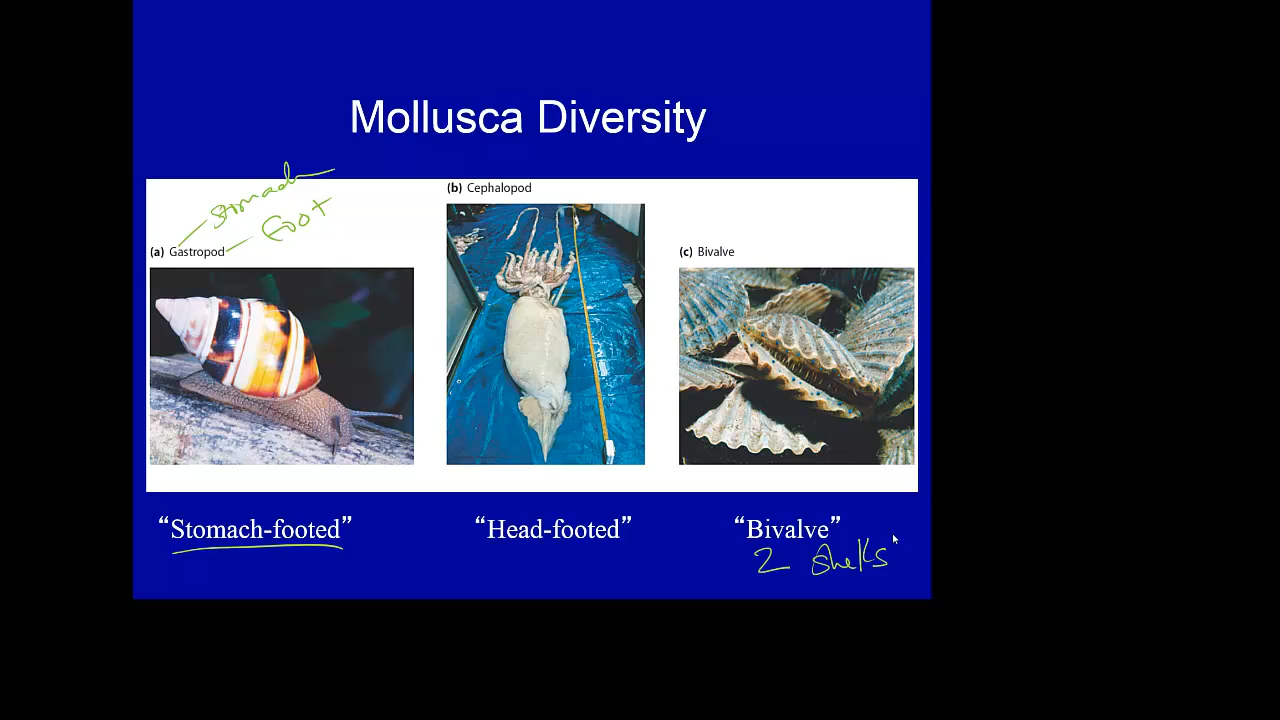 Mollusca Diversity
stomach
Foot
(a) Gastropod
(b) Cephalopod
(c) Bivalve
“Stomach-footed”
“Head-footed”
“Bivalve”
2 shells